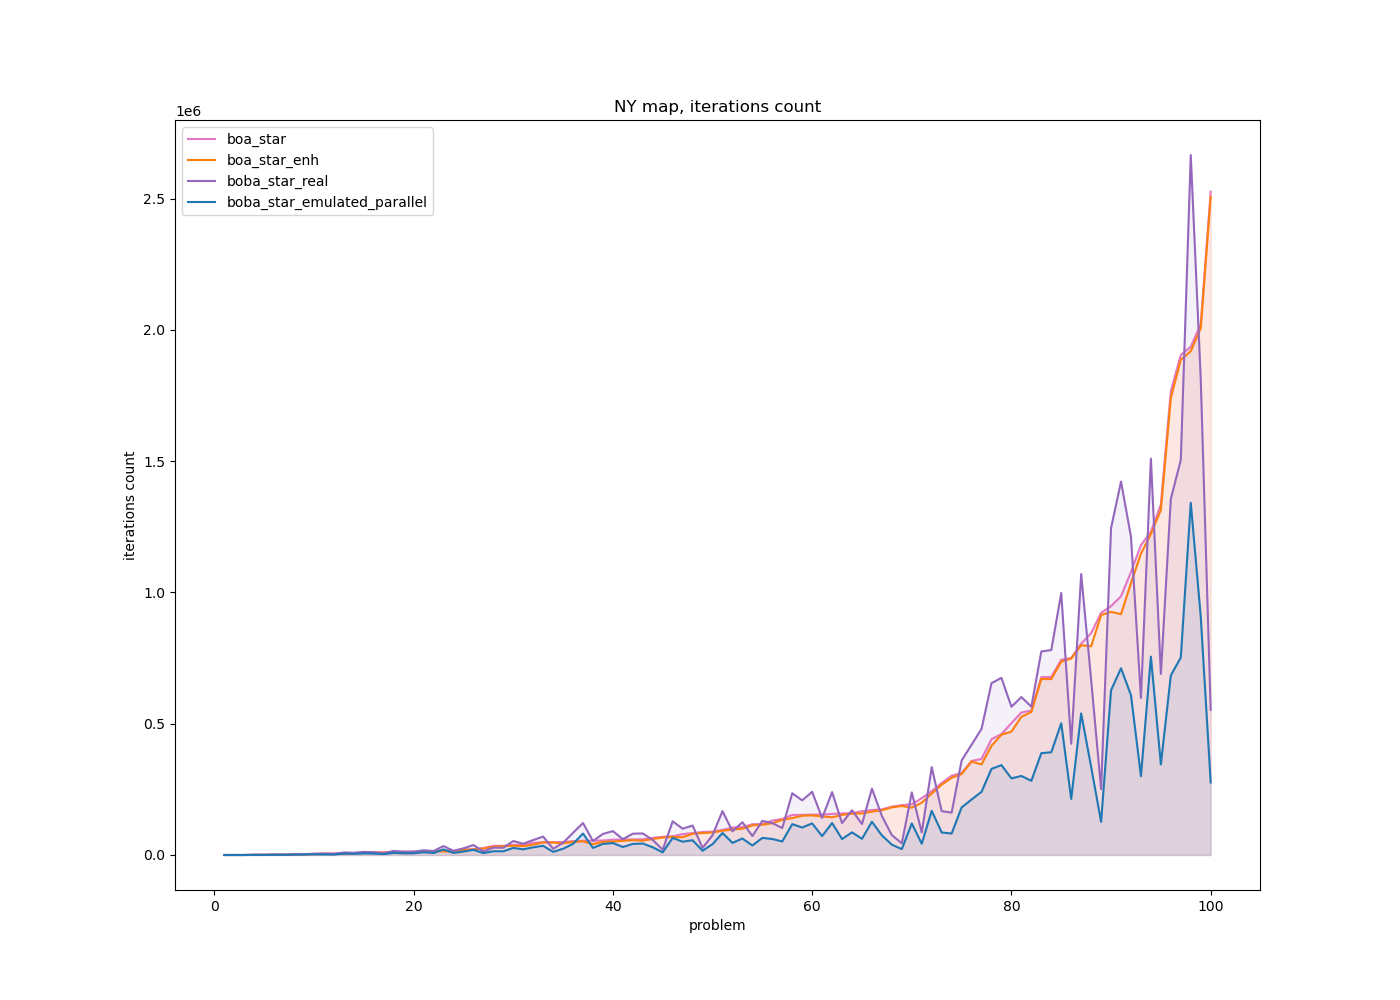 NY map, iterations count
1e6
boa_star
boa_star_enh
boba_star_real
boba_star_emulated_parallel
2.5
2.0
1.5
1.0
0.5
0.0
iterations count
0 20 40 60 80 100
problem